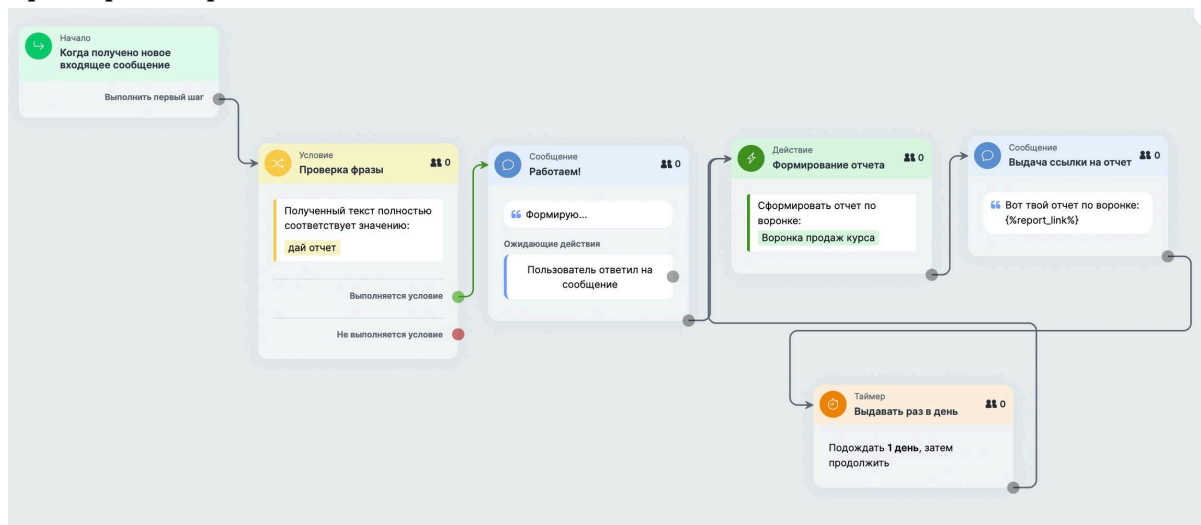 Начало
Когда получено новое
входящее сообщение
Выполнить первый шаг
Условие
Проверка фразы
0
Полученный текст полностью
соответствует значению:
дай отчет
Выполняется условие
Не выполняется условие
Сообщение
Работаем!
0
Формирую...
Ожидающие действия
Пользователь ответил на
сообщение
Действие
Формирование отчета
0
Сформировать отчет по
воронке:
Воронка продаж курса
Сообщение
Выдача ссылки на отчет
0
Вот твой отчет по воронке:
{%report_link%}
Таймер
Выдавать раз в день
0
Подождать 1 день, затем
продолжить